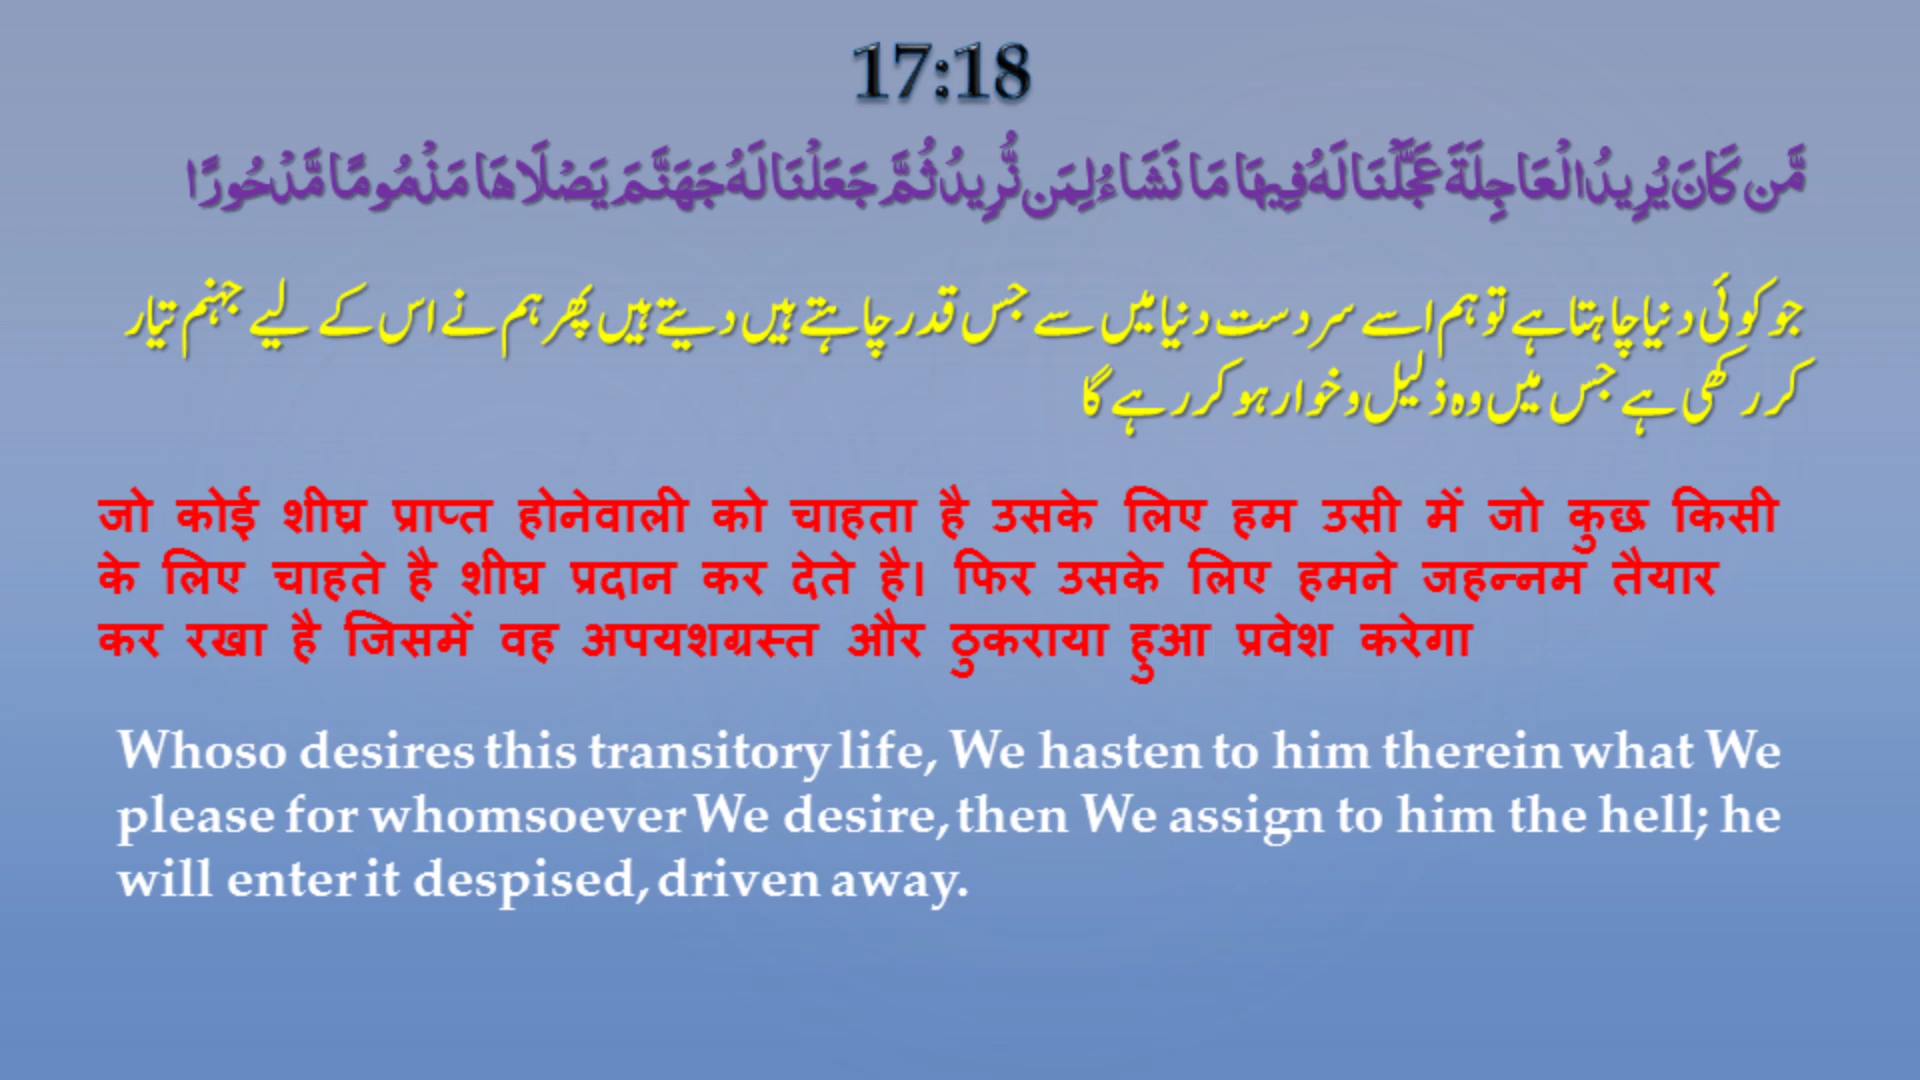 17:18
مَّن كَانَ يُرِيدُ الْعَاجِلَةَ عَجَّلْنَا لَهُ فِيهَا مَا نَشَاءُ لِمَن نُّرِيدُ ثُمَّ جَعَلْنَا لَهُ جَهَنَّمَ يَصْلَاهَا مَذْمُومًا مَّدْحُورًا
جو کوئی دنیا چاہتا ہے تو ہم اسے سردست دنیا میں سے جس قدر چاہتے ہیں دیتے ہیں پھر ہم نے اس کے لیے جہنم تیار
کر رکھی ہے جس میں وہ ذلیل و خوار ہو کر رہے گا
जो कोई शीघ्र प्राप्त होनेवाली को चाहता है उसके लिए हम उसी में जो कुछ किसी
के लिए चाहते है शीघ्र प्रदान कर देते है। फिर उसके लिए हमने जहन्नम तैयार
कर रखा है जिसमें वह अपयशग्रस्त और ठुकराया हुआ प्रवेश करेगा
Whoso desires this transitory life, We hasten to him therein what We
please for whomsoever We desire, then We assign to him the hell; he
will enter it despised, driven away.